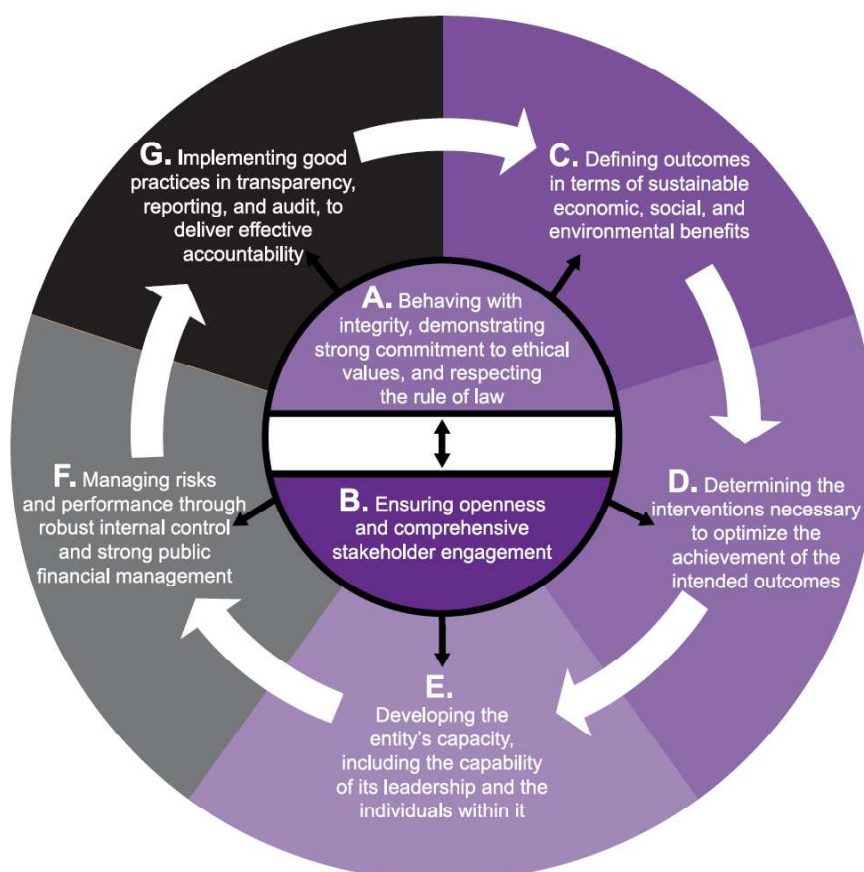 A. Behaving with
integrity, demonstrating
strong commitment to ethical
values, and respecting
the rule of law
B. Ensuring openness
and comprehensive
stakeholder engagement
C. Defining outcomes
in terms of sustainable
economic, social, and
environmental benefits
D. Determining the
interventions necessary
to optimize the
achievement of the
intended outcomes
E.
Developing the
entity's capacity,
including the capability
of its leadership and the
individuals within it
F. Managing risks
and performance through
robust internal control
and strong public
financial management
G. Implementing good
practices in transparency,
reporting, and audit, to
deliver effective
accountability